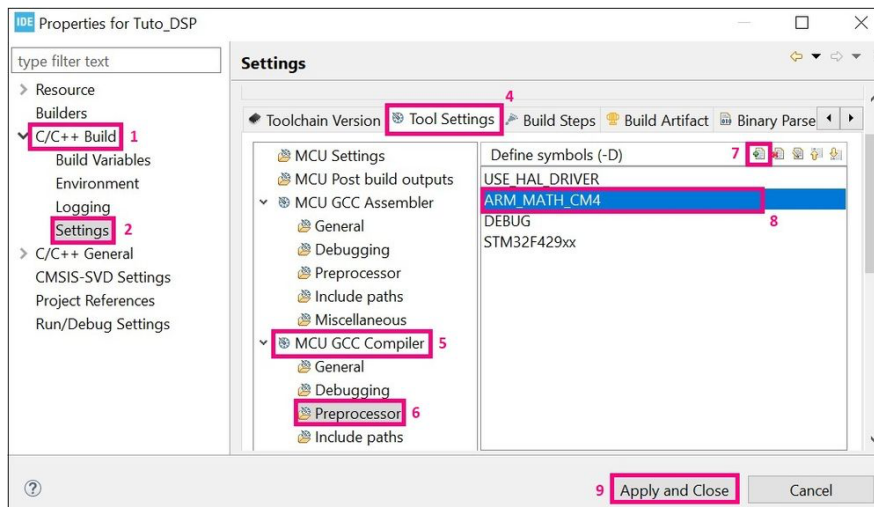 IDE Properties for Tuto_DSP
type filter text
Resource
Builders
C/C++ Build 1
Build Variables
Environment
Logging
Settings 2
C/C++ General
CMSIS-SVD Settings
Project References
Run/Debug Settings
Settings
4
Toolchain Version Tool Settings Build Steps Build Artifact Binary Parse
MCU Settings
MCU Post build outputs
MCU GCC Assembler
General
Debugging
Preprocessor
Include paths
Miscellaneous
MCU GCC Compiler 5
General
Debugging
Preprocessor 6
Include paths
Define symbols (-D) 7
USE_HAL_DRIVER
ARM_MATH_CM4
8
DEBUG
STM32F429xx
? 9 Apply and Close Cancel